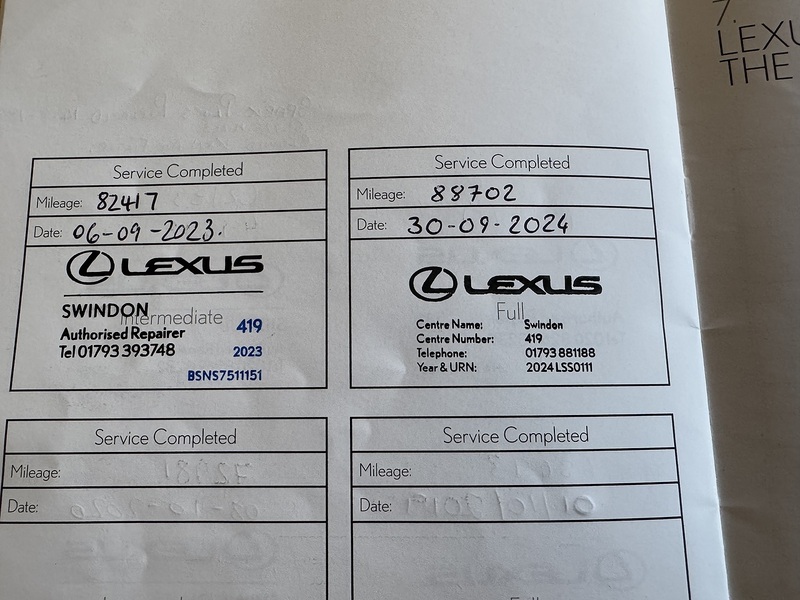 7.
LEXU
THE
Service Completed
Mileage: 82417
Date: 06-09-2023.
LEXUS
SWINDON
Intermediate
Authorised Repairer
Tel 01793 393748
419
2023
BSNS7511151
Service Completed
Mileage: 88702
Date: 30-09-2024
LEXUS
Full
Centre Name: Swindon
Centre Number: 419
Telephone: 01793 881188
Year & URN: 2024LSS0111
Service Completed
Mileage:
Date:
Service Completed
Mileage:
Date: